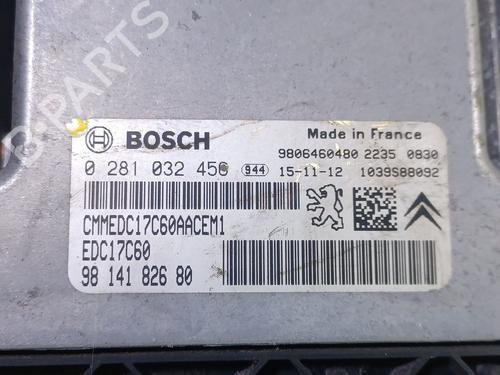 BOSCH
Made in France
9806460480 2235 0830
0 281 032 456 944 15-11-12 1039S88092
CMMEDC17C60AACEM1
EDC17C60
98 141 826 80